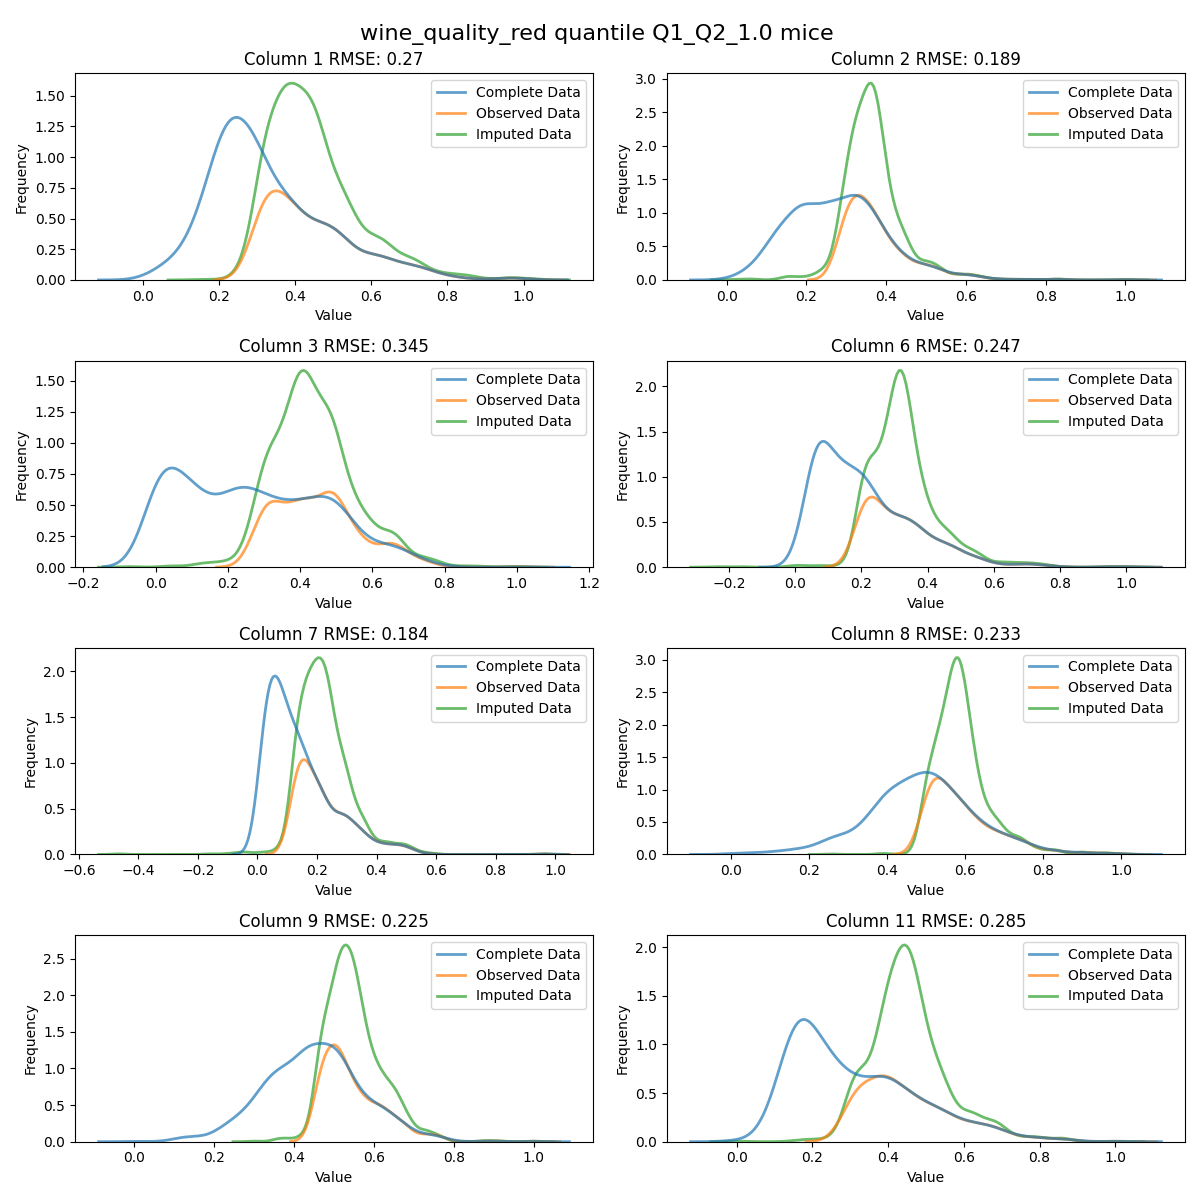 wine_quality_red quantile Q1_Q2_1.0 mice
Column 1 RMSE: 0.27
Frequency
1.50
1.25
1.00
0.75
0.50
0.25
0.00
Complete Data
Observed Data
Imputed Data
0.0 0.2 0.4 0.6 0.8 1.0
Value
Column 2 RMSE: 0.189
Frequency
3.0
2.5
2.0
1.5
1.0
0.5
0.0
Complete Data
Observed Data
Imputed Data
0.0 0.2 0.4 0.6 0.8 1.0
Value
Column 3 RMSE: 0.345
Frequency
1.50
1.25
1.00
0.75
0.50
0.25
0.00
Complete Data
Observed Data
Imputed Data
−0.2 0.0 0.2 0.4 0.6 0.8 1.0 1.2
Value
Column 6 RMSE: 0.247
Frequency
2.0
1.5
1.0
0.5
0.0
Complete Data
Observed Data
Imputed Data
−0.2 0.0 0.2 0.4 0.6 0.8 1.0
Value
Column 7 RMSE: 0.184
Frequency
2.0
1.5
1.0
0.5
0.0
Complete Data
Observed Data
Imputed Data
−0.6 −0.4 −0.2 0.0 0.2 0.4 0.6 0.8 1.0
Value
Column 8 RMSE: 0.233
Frequency
3.0
2.5
2.0
1.5
1.0
0.5
0.0
Complete Data
Observed Data
Imputed Data
0.0 0.2 0.4 0.6 0.8 1.0
Value
Column 9 RMSE: 0.225
Frequency
2.5
2.0
1.5
1.0
0.5
0.0
Complete Data
Observed Data
Imputed Data
0.0 0.2 0.4 0.6 0.8 1.0
Value
Column 11 RMSE: 0.285
Frequency
2.0
1.5
1.0
0.5
0.0
Complete Data
Observed Data
Imputed Data
0.0 0.2 0.4 0.6 0.8 1.0
Value